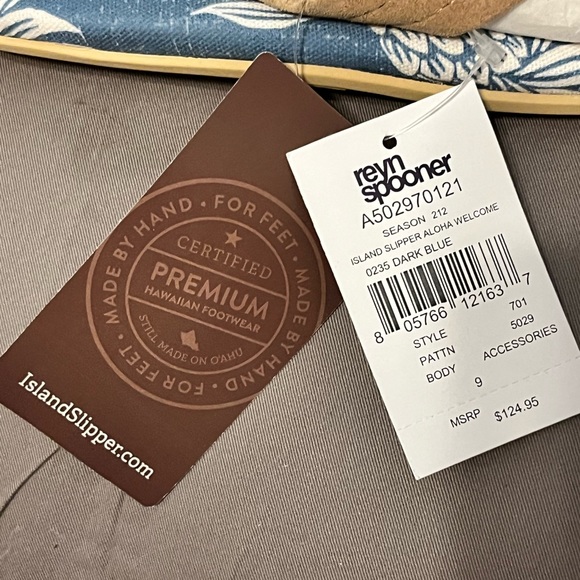 MADE BY HAND • FOR FEET • MADE BY HAND • FOR FEET •
CERTIFIED
PREMIUM
HAWAIIAN FOOTWEAR
STILL MADE ON O'AHU
IslandSlipper.com
reyn
spooner
A502970121
SEASON 212
ISLAND SLIPPER ALOHA WELCOME
0235 DARK BLUE
8 05766 12163 7
STYLE 701
PATTN 5029
BODY ACCESSORIES
9
MSRP $124.95